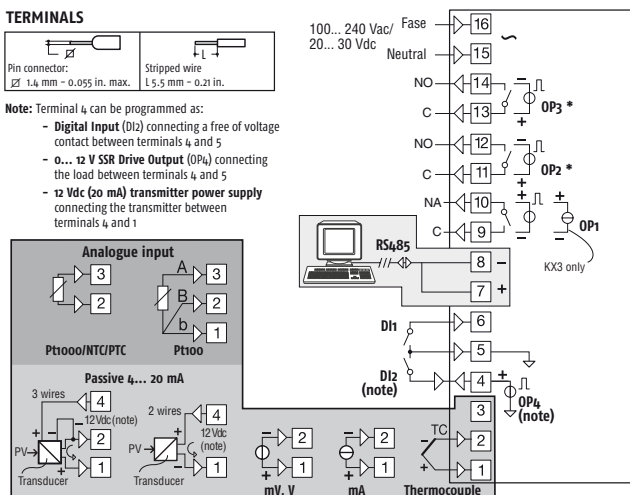 TERMINALS
Pin connector:
Ø 1.4 mm - 0.055 in. max.
L
Stripped wire
L 5.5 mm - 0.21 in.
Note: Terminal 4 can be programmed as:
- Digital Input (DI2) connecting a free of voltage
contact between terminals 4 and 5
- 0... 12 V SSR Drive Output (OP4) connecting
the load between terminals 4 and 5
- 12 Vdc (20 mA) transmitter power supply
connecting the transmitter between
terminals 4 and 1
100... 240 Vac/
20... 30 Vdc
Fase 16 ~
Neutral 15
NO 14 - 
C 13 + OP3 *
NO 12 -
C 11 + OP2 *
NA 10 + +
C 9 - - OP1
KX3 only
RS485
8 -
7 +
DI1 6
5
DI2
(note)
4 +
OP4
(note)
3
TC
- 2
+ 1
Thermocouple
Analogue input
3
2
Pt1000/NTC/PTC
A 3
B 2
b 1
Pt100
Passive 4... 20 mA
3 wires 4
12Vdc (note)
+ - -
PV 2
1
Transducer
2 wires 4
12Vdc
(note)
+
PV 2
- 1
Transducer
- 2
+ 1
mV, V
- 2
+ 1
mA